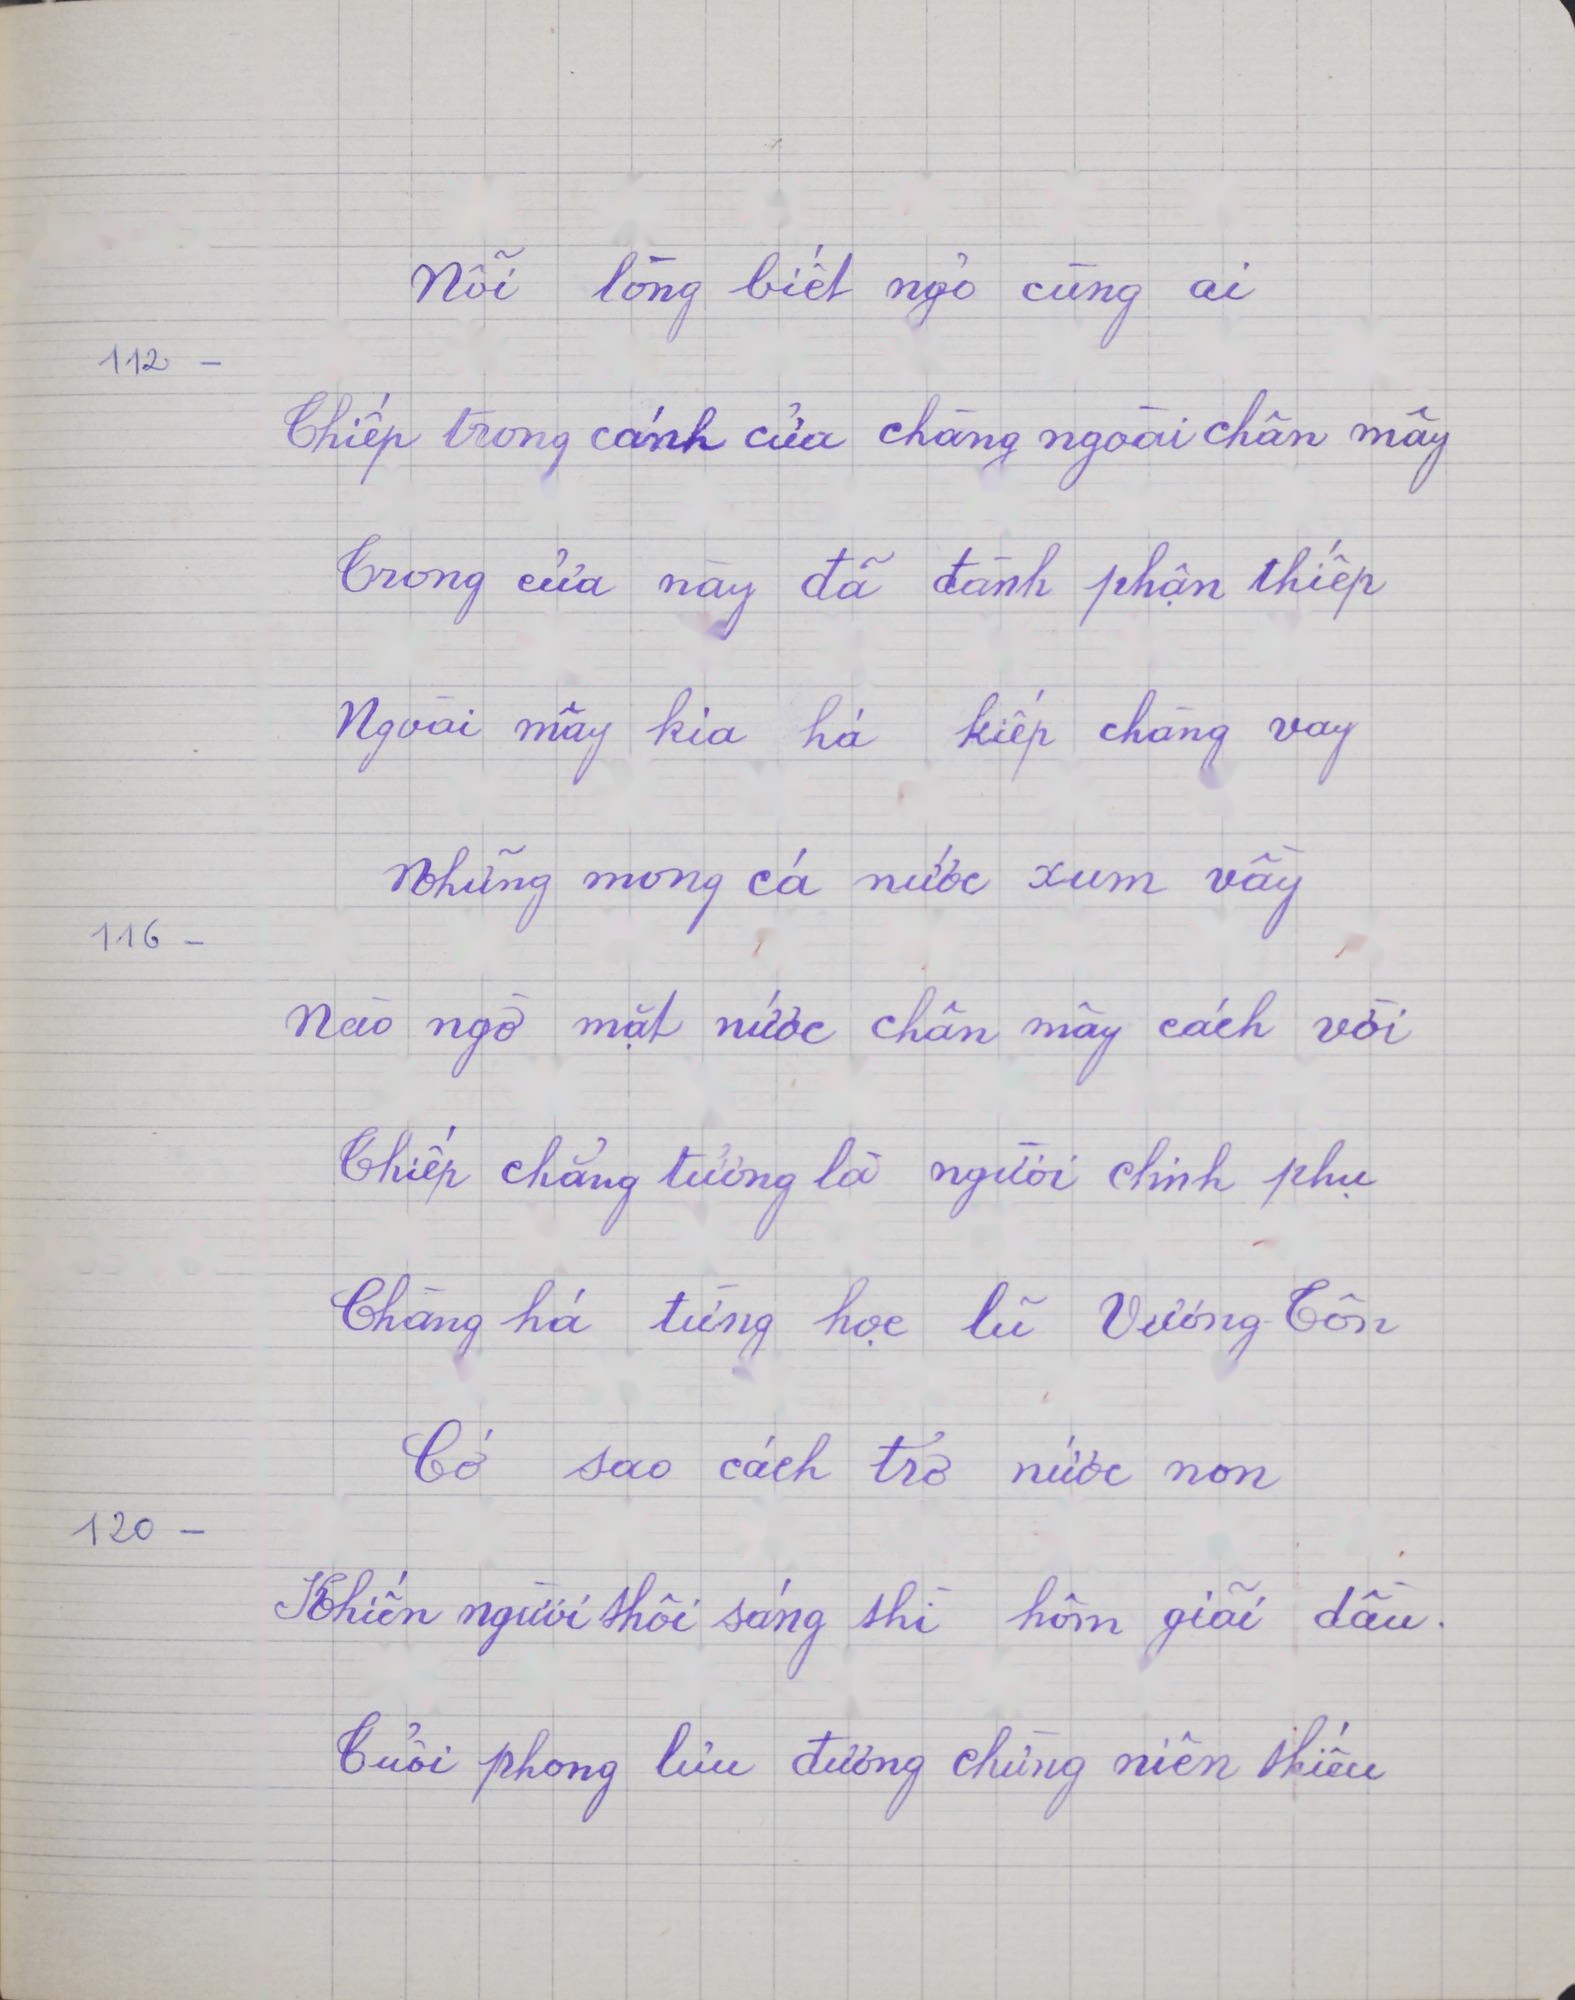 Nỗi lòng biết ngỏ cùng ai
112 -
Thiếp trong cánh cửa chàng ngoài chân mây
Trong cửa này đã đành phận thiếp
Ngoài mây kia há kiếp chàng vay
Những mong cá nước xum vầy
116 -
Nào ngờ mặt nước chân mây cách vời
Thiếp chẳng tưởng là người chinh phụ
Chàng há từng học lũ Vương-Tôn
Cớ sao cách trở nước non
120 -
Khiến người thôi sáng thì hôm giãi dầu.
Tuổi phong lưu đương chừng niên thiếu